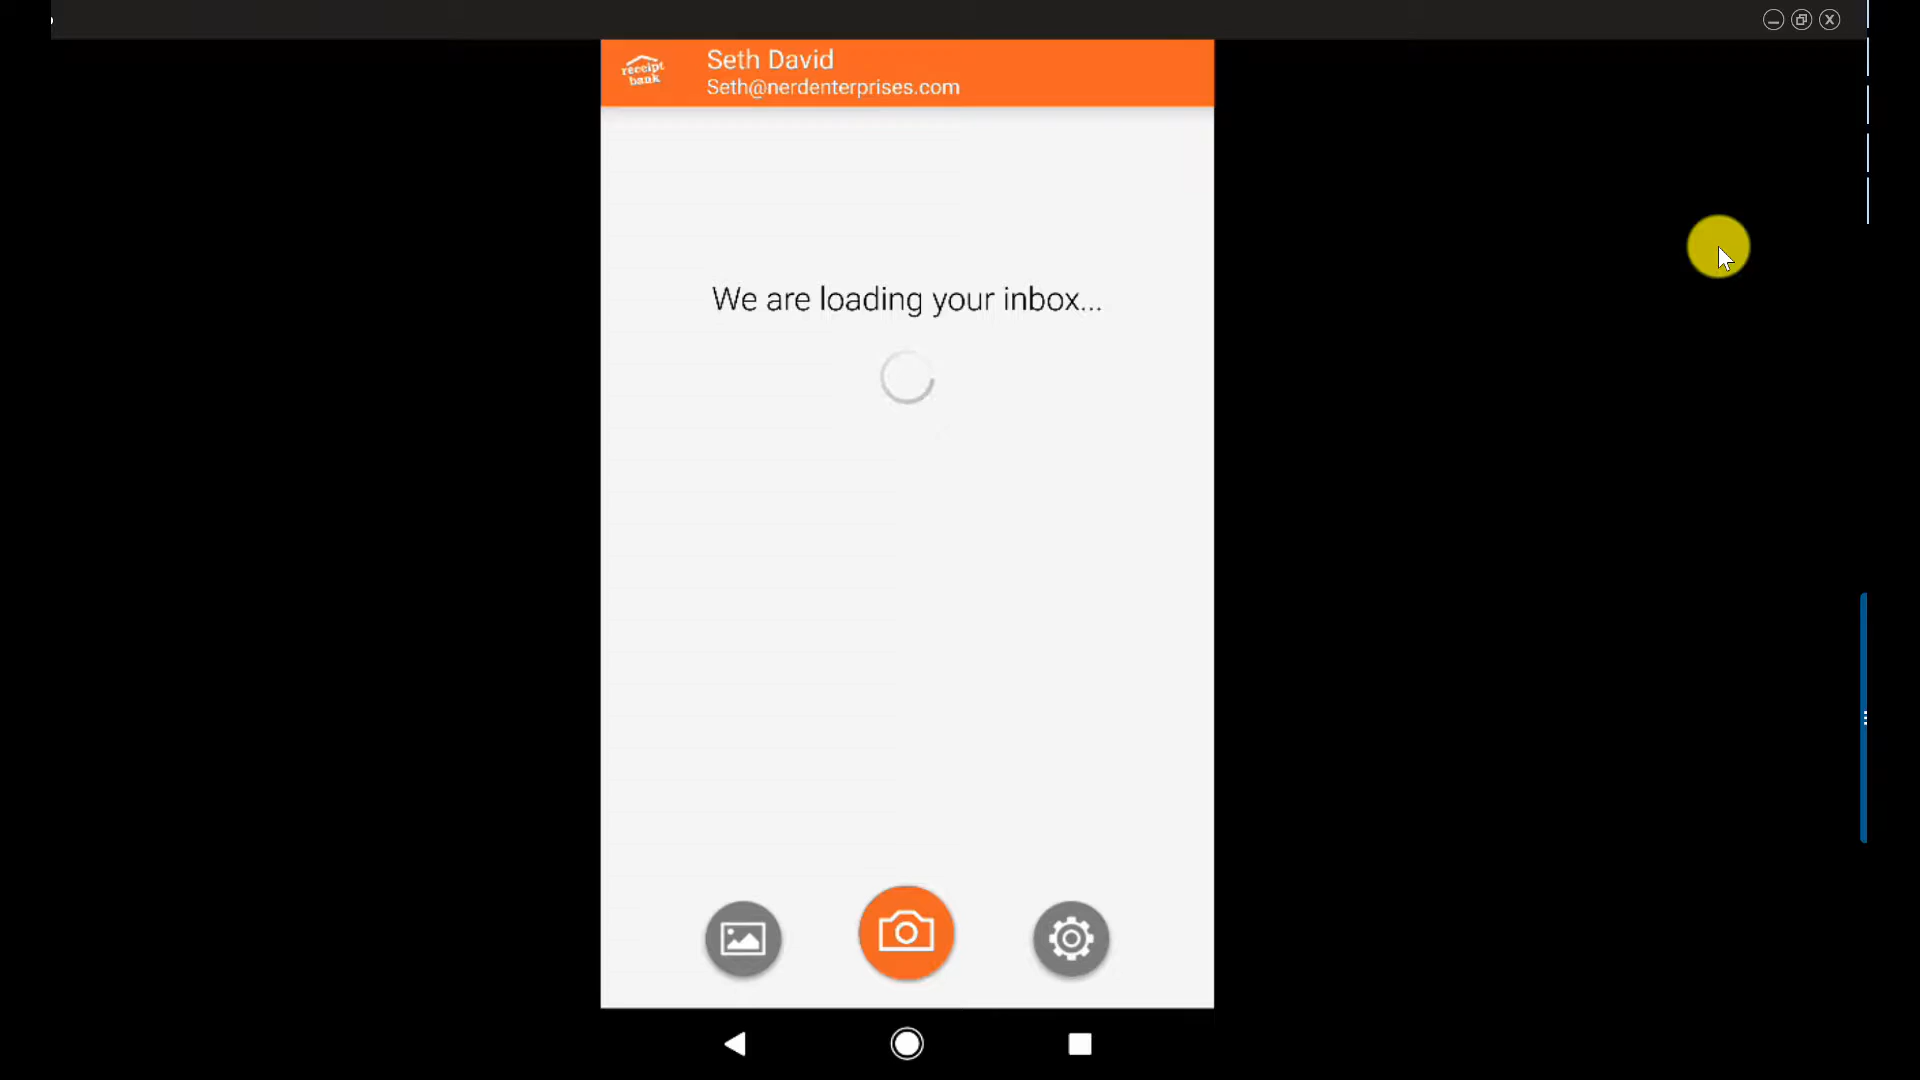 receipt
bank
Seth David
Seth@nerdenterprises.com
We are loading your inbox...